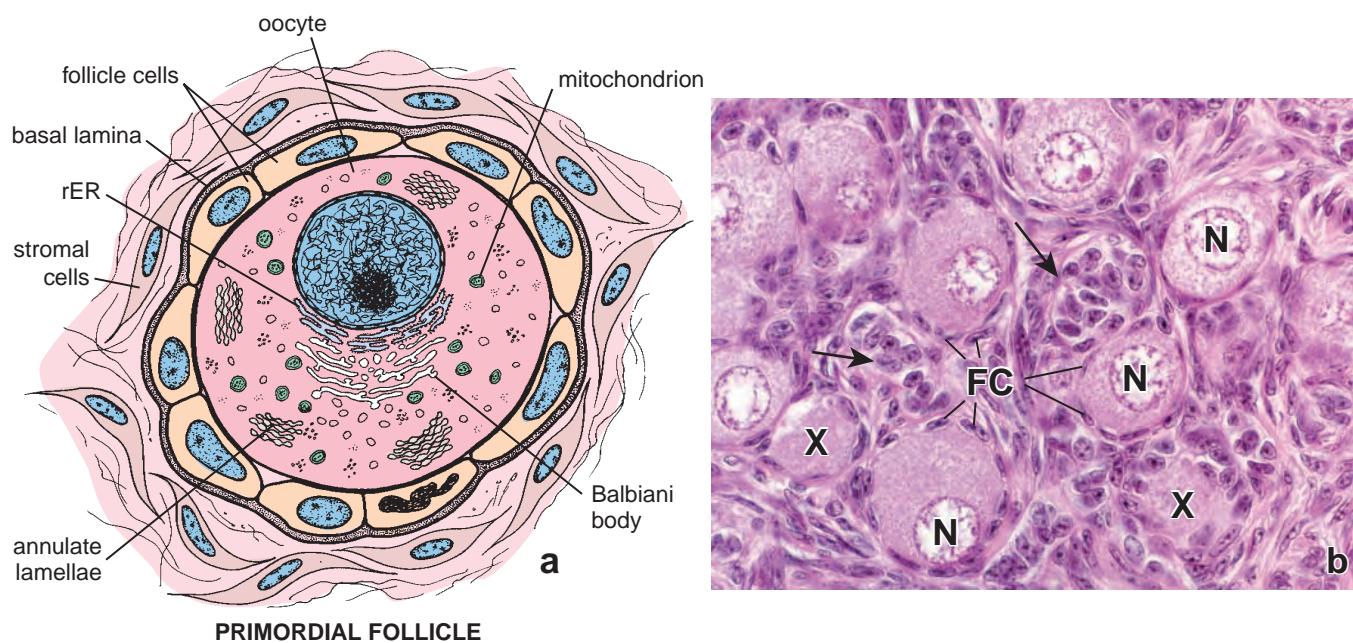 oocyte
follicle cells
mitochondrion
basal lamina
rER
stromal
cells
Balbiani
body
annulate
lamellae
a
PRIMORDIAL FOLLICLE
N
FC
N
X
X
N
b